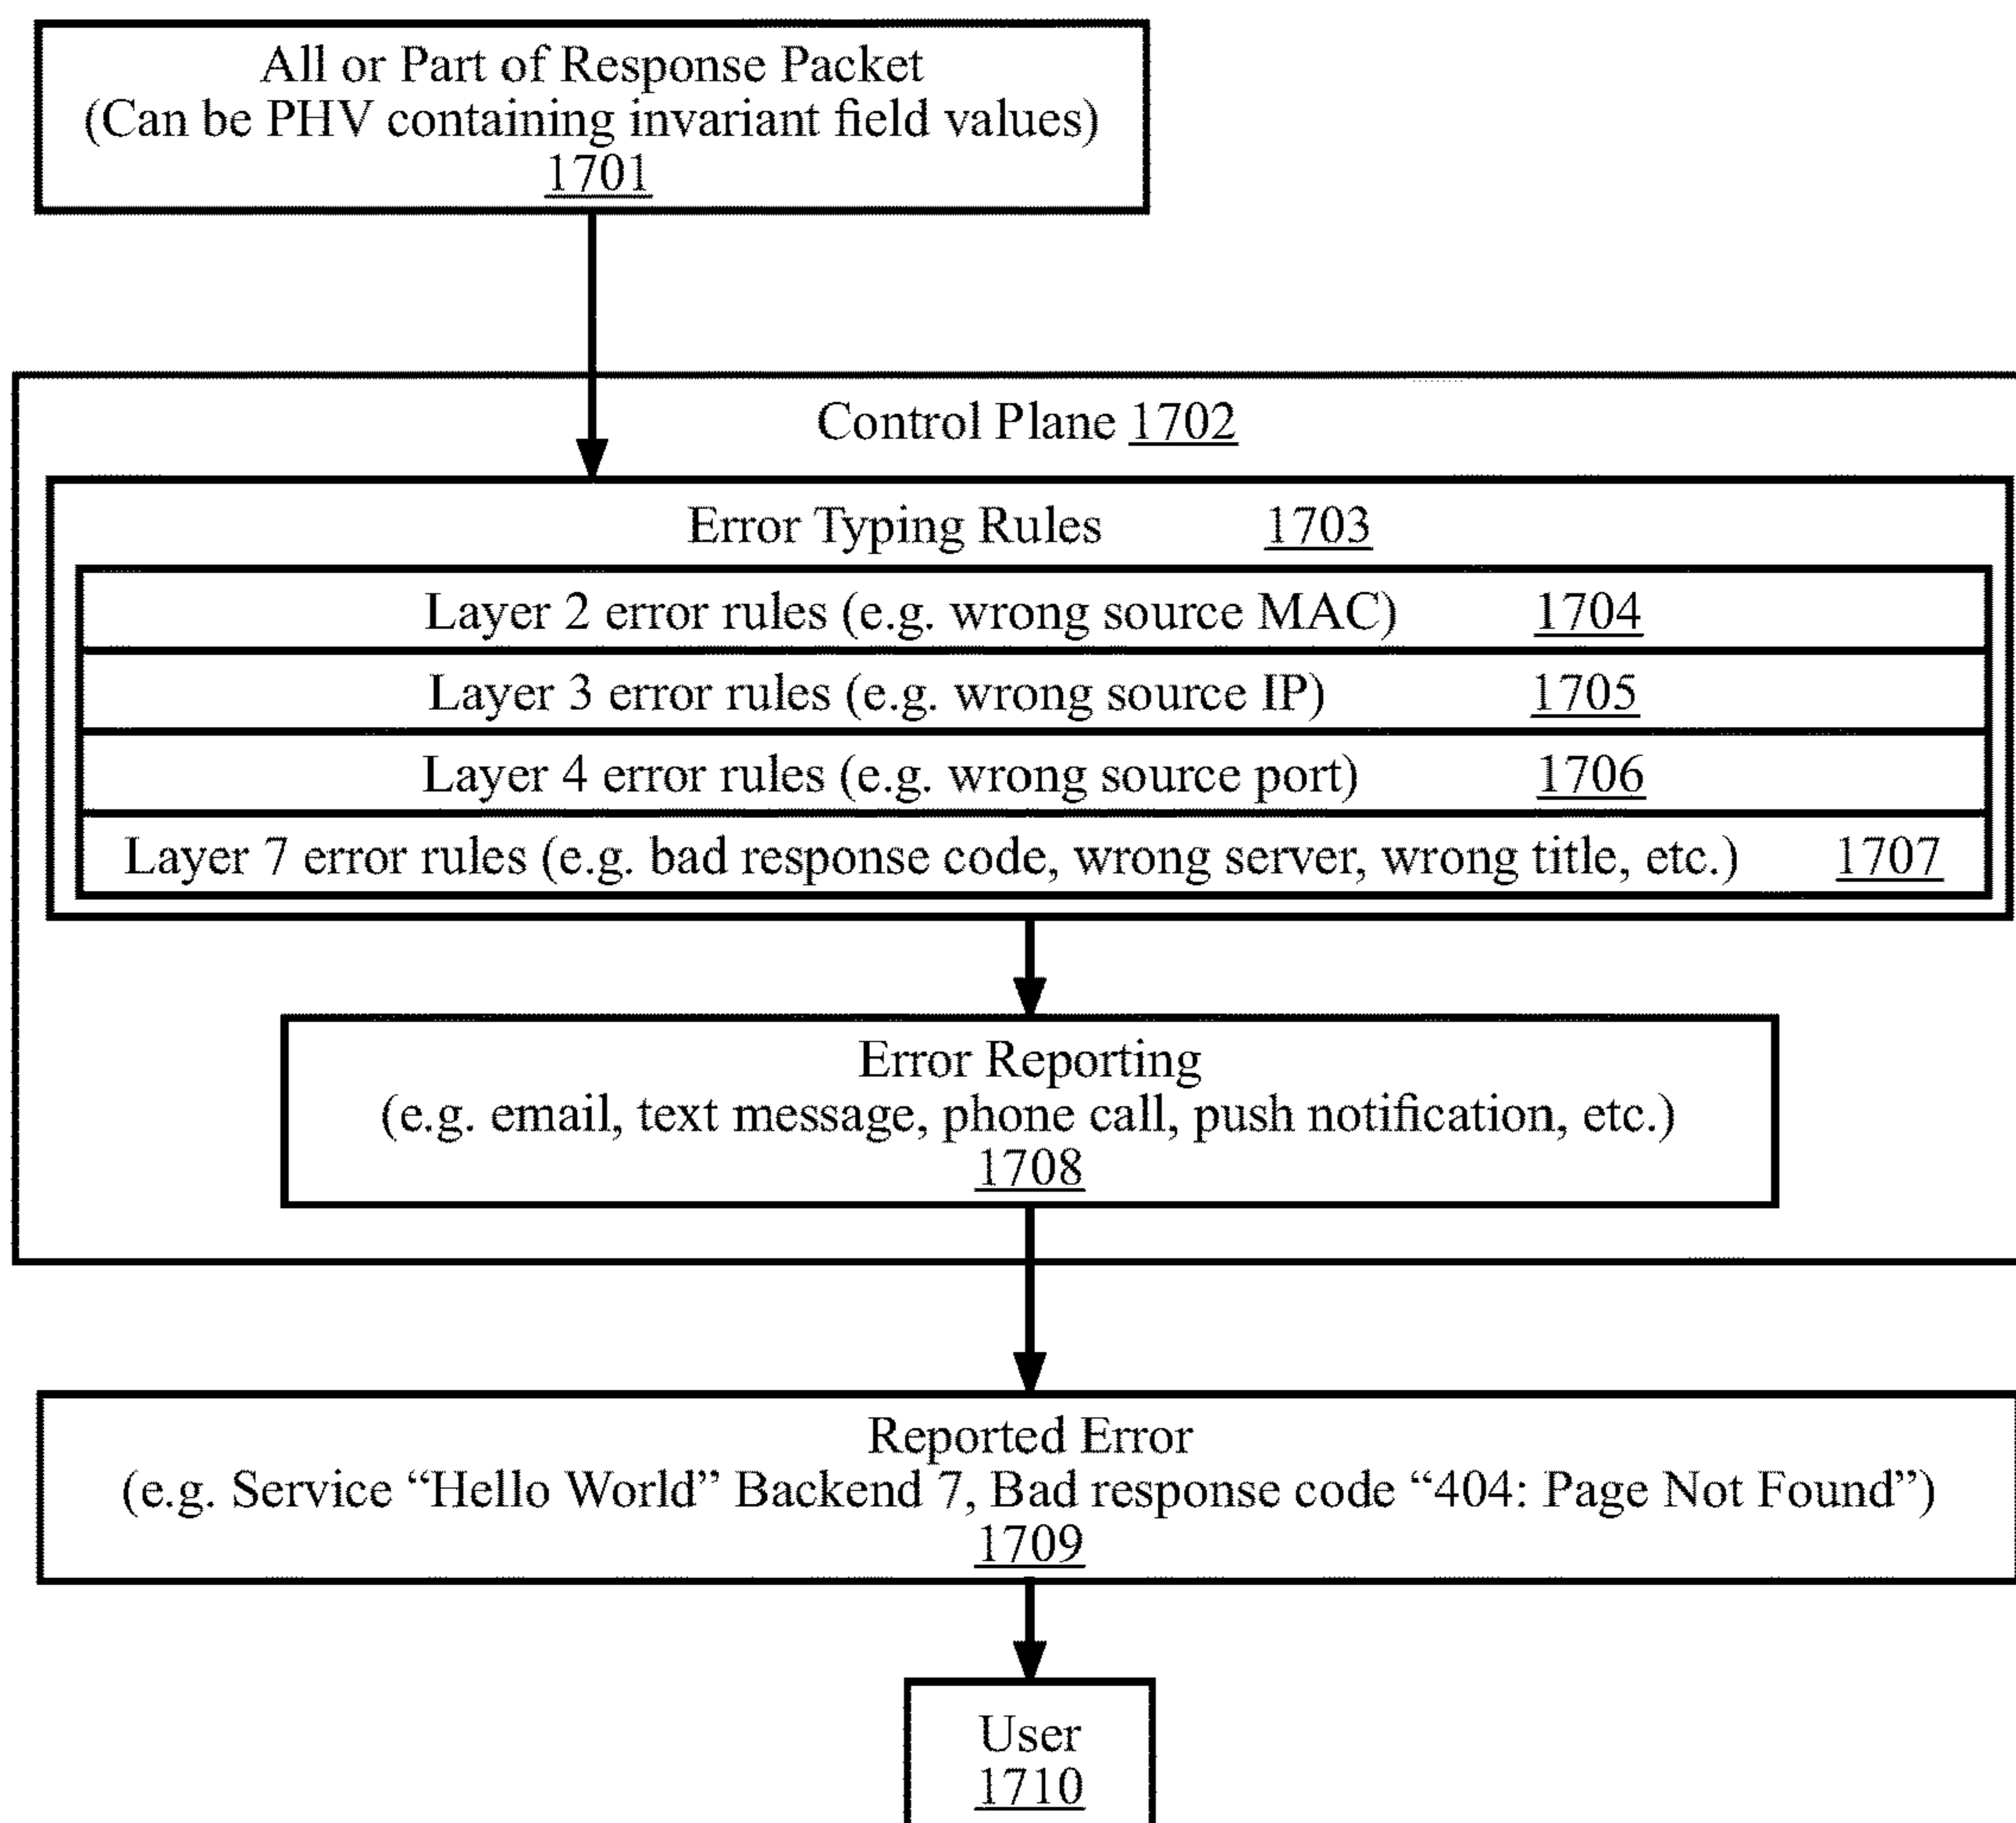 All or Part of Response Packet
(Can be PHV containing invariant field values)
1701
Control Plane 1702
Error Typing Rules 1703
Layer 2 error rules (e.g. wrong source MAC) 1704
Layer 3 error rules (e.g. wrong source IP) 1705
Layer 4 error rules (e.g. wrong source port) 1706
Layer 7 error rules (e.g. bad response code, wrong server, wrong title, etc.) 1707
Error Reporting
(e.g. email, text message, phone call, push notification, etc.)
1708
Reported Error
(e.g. Service “Hello World” Backend 7, Bad response code “404: Page Not Found”)
1709
User
1710